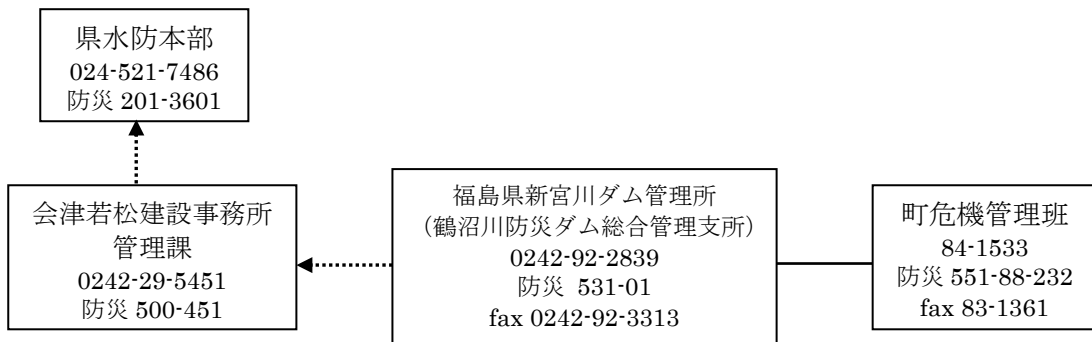 県水防本部
024-521-7486
防災 201-3601
会津若松建設事務所
管理課
0242-29-5451
防災 500-451
福島県新宮川ダム管理所
（鶴沼川防災ダム総合管理支所）
0242-92-2839
防災 531-01
fax 0242-92-3313
町危機管理班
84-1533
防災 551-88-232
fax 83-1361